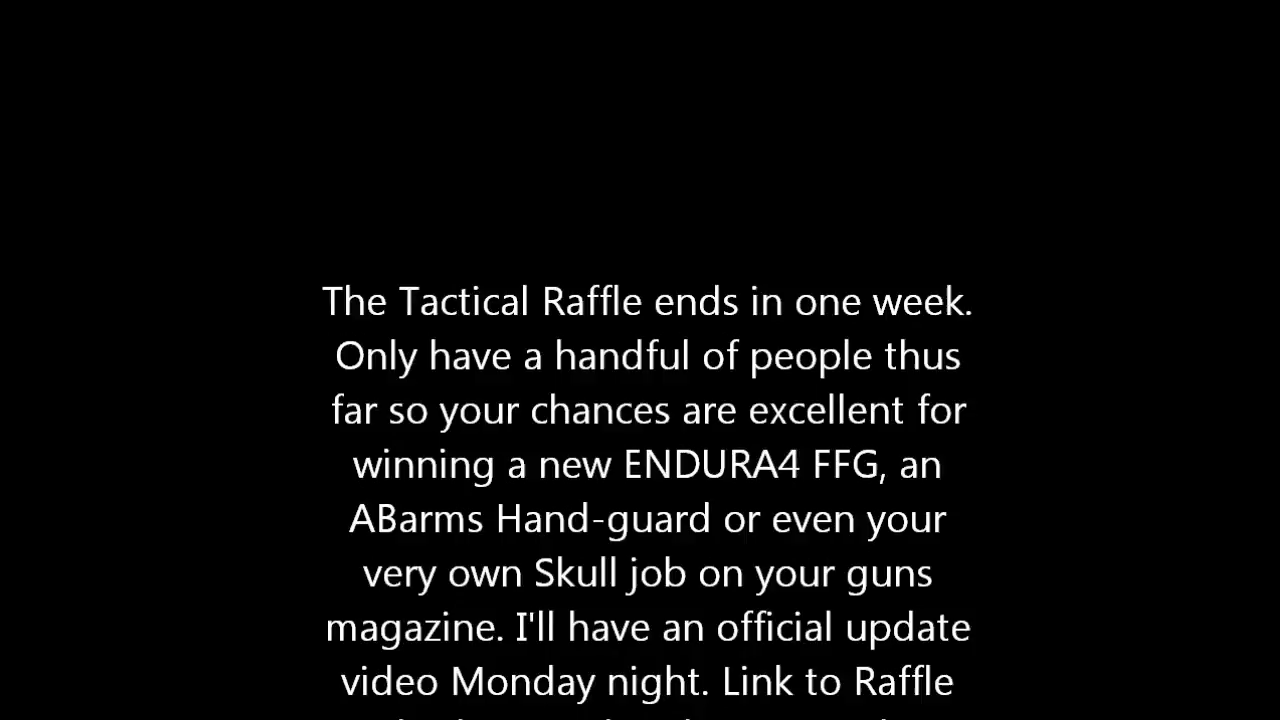 The Tactical Raffle ends in one week.
Only have a handful of people thus
far so your chances are excellent for
winning a new ENDURA4 FFG, an
ABarms Hand-guard or even your
very own Skull job on your guns
magazine. I'll have an official update
video Monday night. Link to Raffle